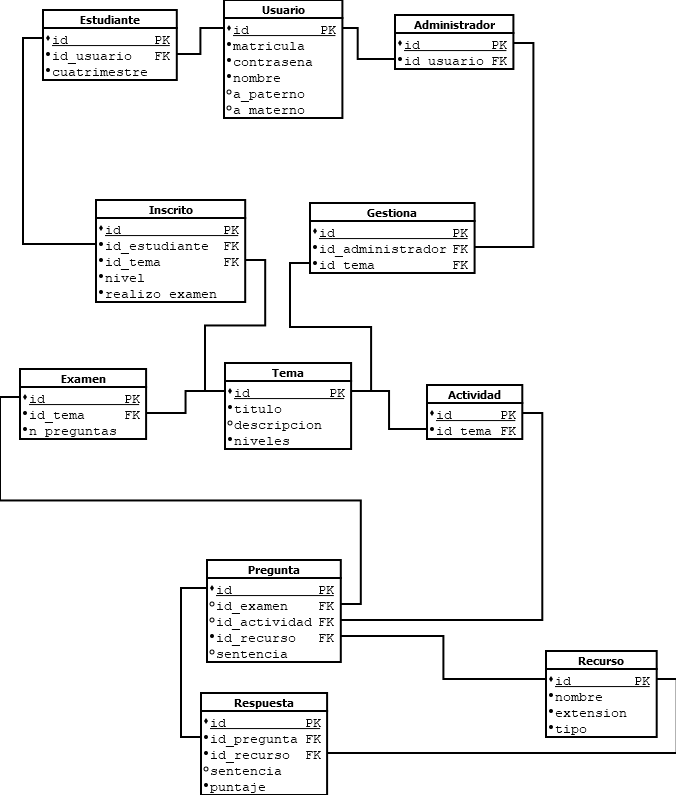 Estudiante
id PK
id_usuario FK
cuatrimestre
Usuario
id PK
matricula
contrasena
nombre
a_paterno
a_materno
Administrador
id PK
id_usuario FK
Inscrito
id PK
id_estudiante FK
id_tema FK
nivel
realizo_examen
Gestiona
id PK
id_administrador FK
id_tema FK
Examen
id PK
id_tema FK
n_preguntas
Tema
id PK
titulo
descripcion
niveles
Actividad
id PK
id_tema FK
Pregunta
id PK
id_examen FK
id_actividad FK
id_recurso FK
sentencia
Recurso
id PK
nombre
extension
tipo
Respuesta
id PK
id_pregunta FK
id_recurso FK
sentencia
puntaje